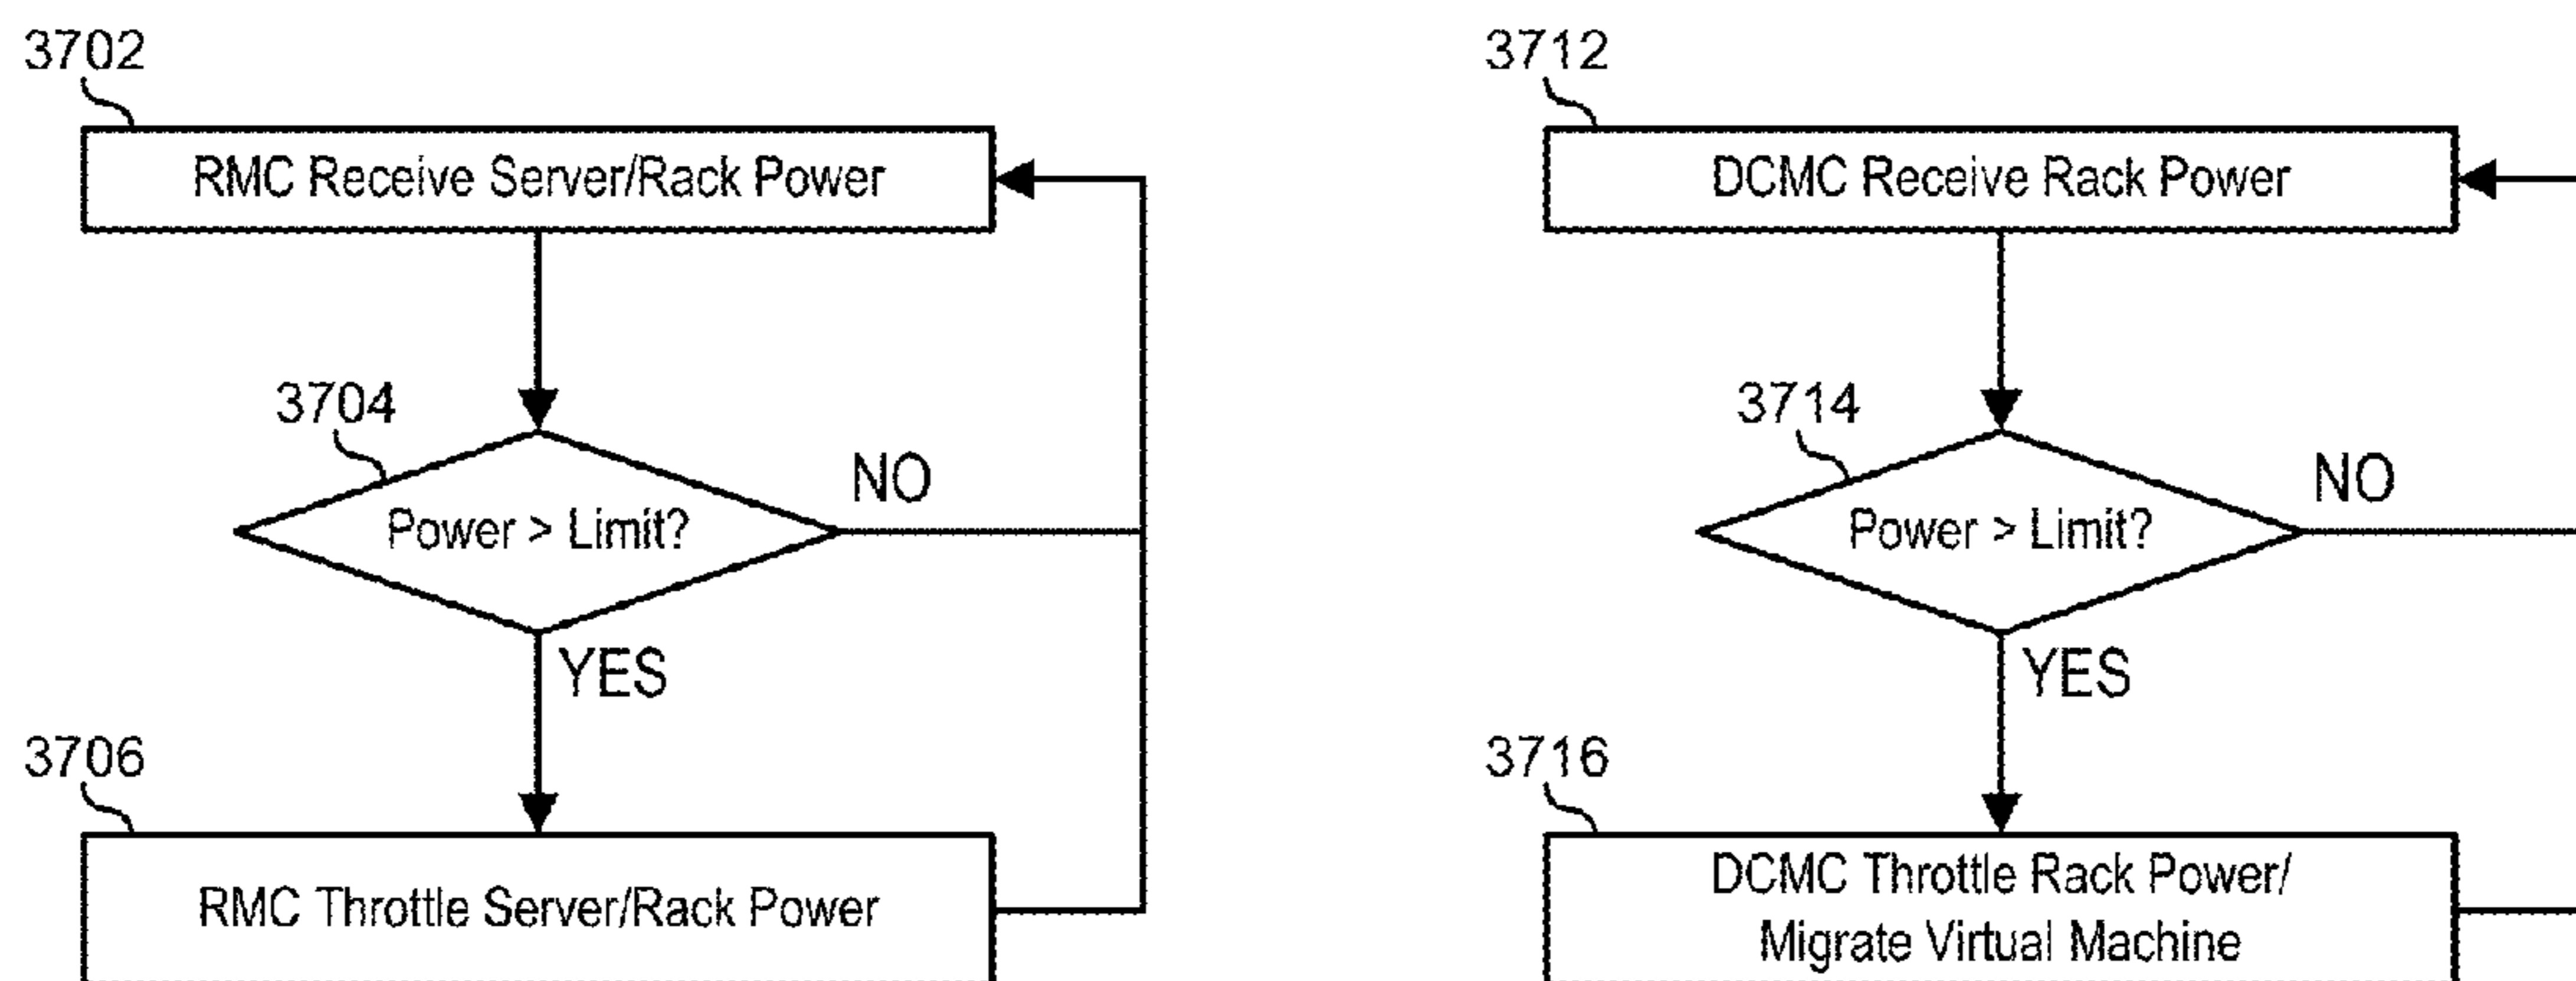 3702
RMC Receive Server/Rack Power
3704
Power > Limit?
NO
YES
3706
RMC Throttle Server/Rack Power
3712
DCMC Receive Rack Power
3714
Power > Limit?
NO
YES
3716
DCMC Throttle Rack Power/
Migrate Virtual Machine